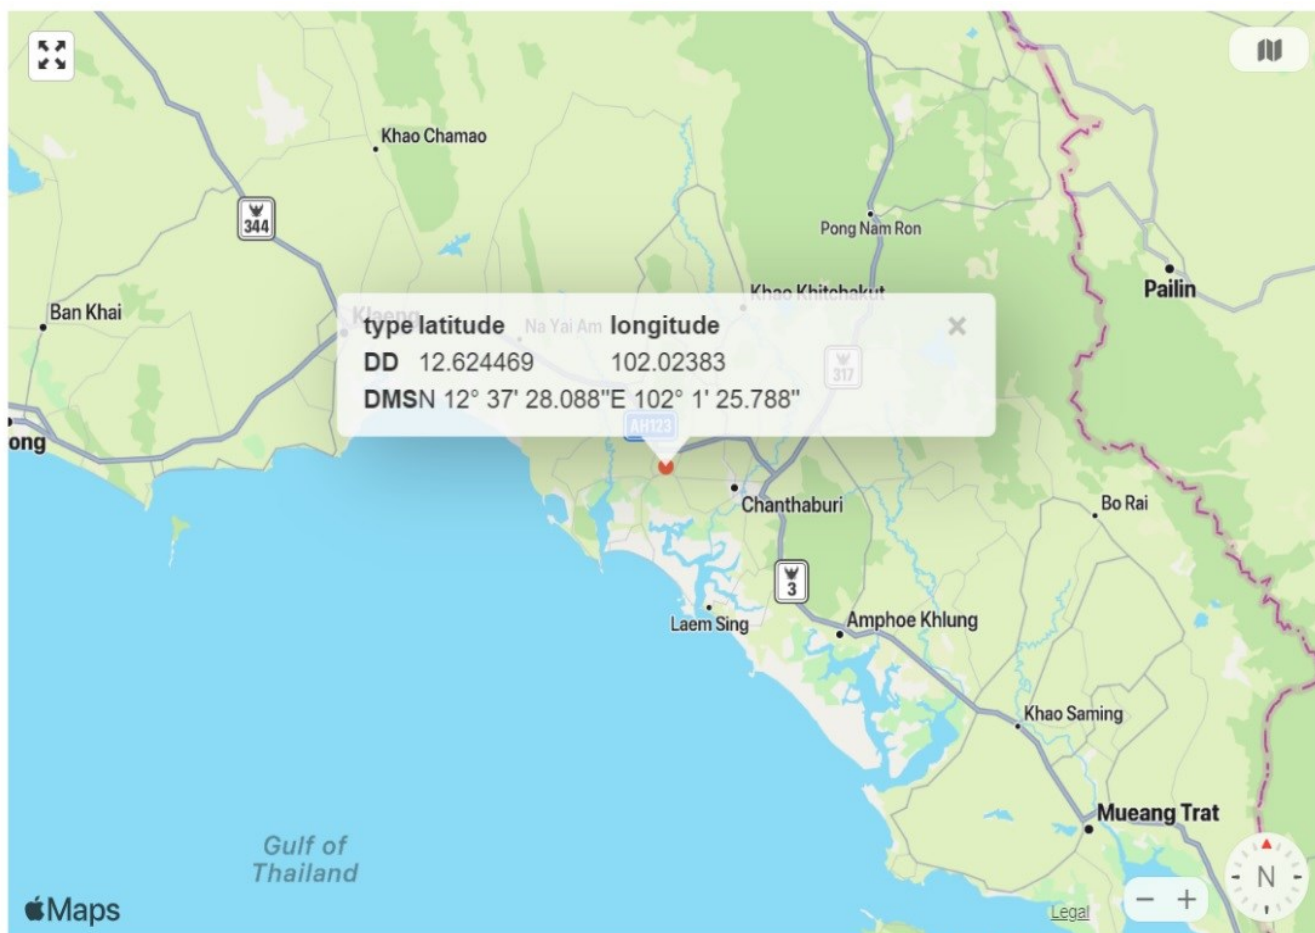 Khao Chamao
344
Pong Nam Ron
Pailin
Ban Khai
Klaeng
Khao Khitchakut
Na Yai Am
type latitude longitude
DD 12.624469 102.02383
DMSN 12° 37' 28.088"E 102° 1' 25.788"
317
AH123
ong
Chanthaburi
Bo Rai
3
Laem Sing
Amphoe Khlung
Khao Saming
Mueang Trat
Gulf of
Thailand
Maps
Legal
N